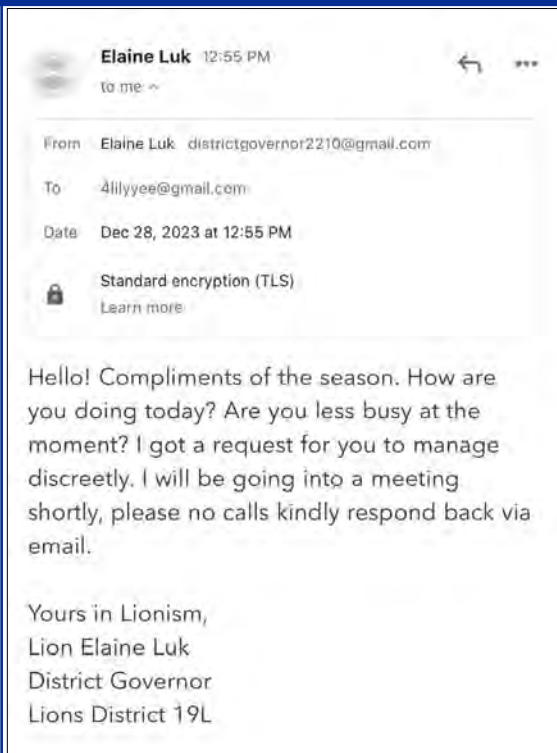 Elaine Luk 12:55 PM
to me
From Elaine Luk districtgovernor2210@gmail.com
To 4lilyyee@gmail.com
Date Dec 28, 2023 at 12:55 PM
Standard encryption (TLS)
Learn more
Hello! Compliments of the season. How are
you doing today? Are you less busy at the
moment? I got a request for you to manage
discreetly. I will be going into a meeting
shortly, please no calls kindly respond back via
email.
Yours in Lionism,
Lion Elaine Luk
District Governor
Lions District 19L